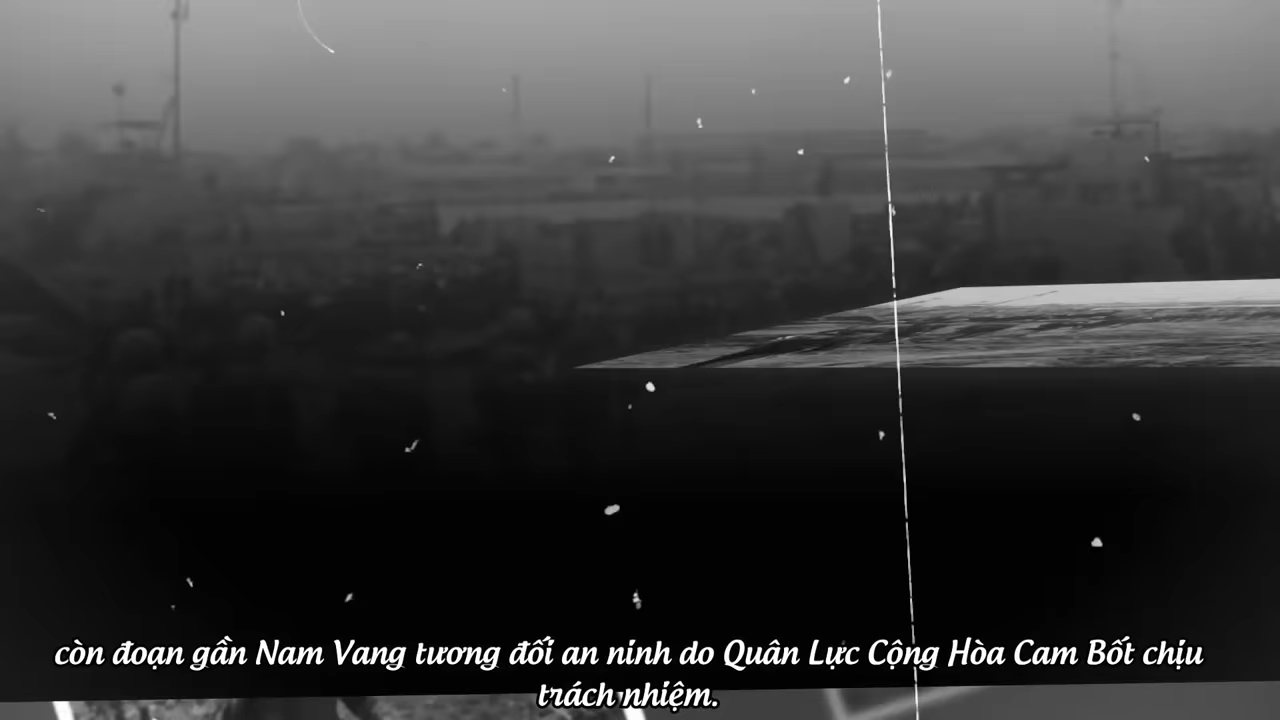 còn đoạn gần Nam Vang tương đối an ninh do Quân Lực Cộng Hòa Cam Bốt chịu
trách nhiệm.